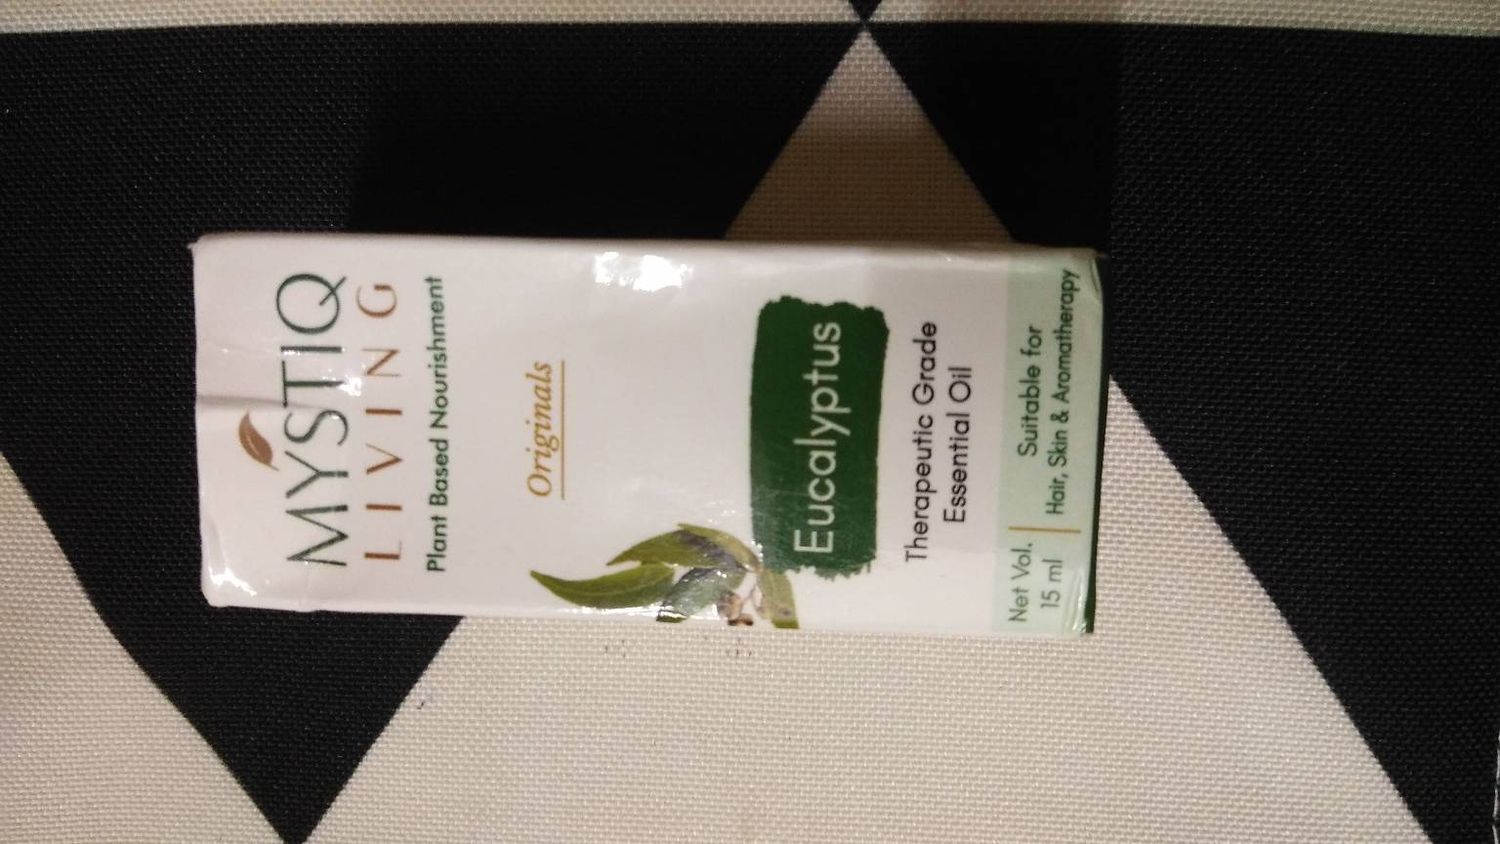 MYSTIQ
LIVING
Plant Based Nourishment
Originals
Eucalyptus
Therapeutic Grade
Essential Oil
Net Vol.
15 ml
Suitable for
Hair, Skin & Aromatherapy